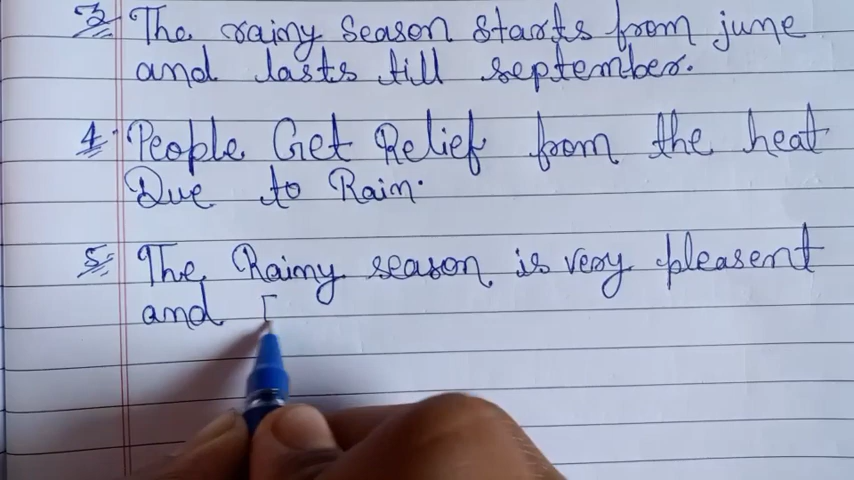 3. The rainy season starts from june
and lasts till september.
4. People Get Relief from the heat
Due to Rain.
5. The Rainy season is very pleasent
and